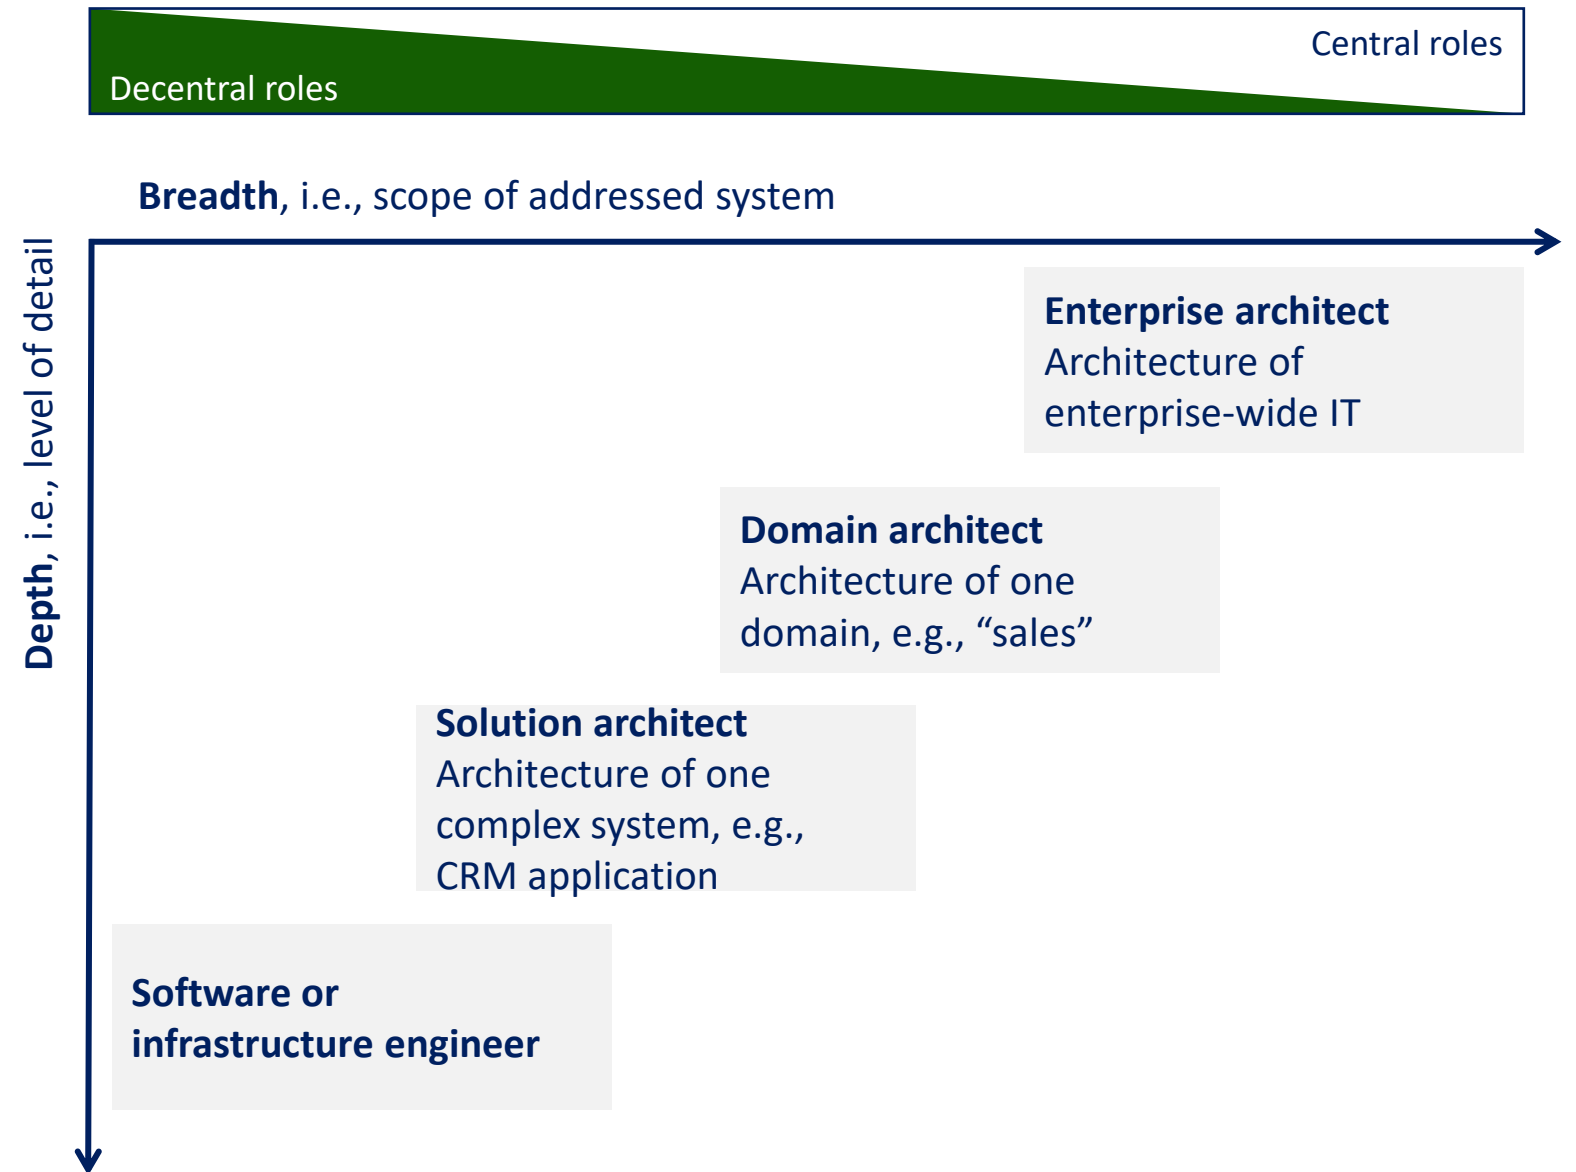 Central roles
Decentral roles
Breadth, i.e., scope of addressed system
Depth, i.e., level of detail
Enterprise architect
Architecture of
enterprise-wide IT
Domain architect
Architecture of one
domain, e.g., “sales”
Solution architect
Architecture of one
complex system, e.g.,
CRM application
Software or
infrastructure engineer